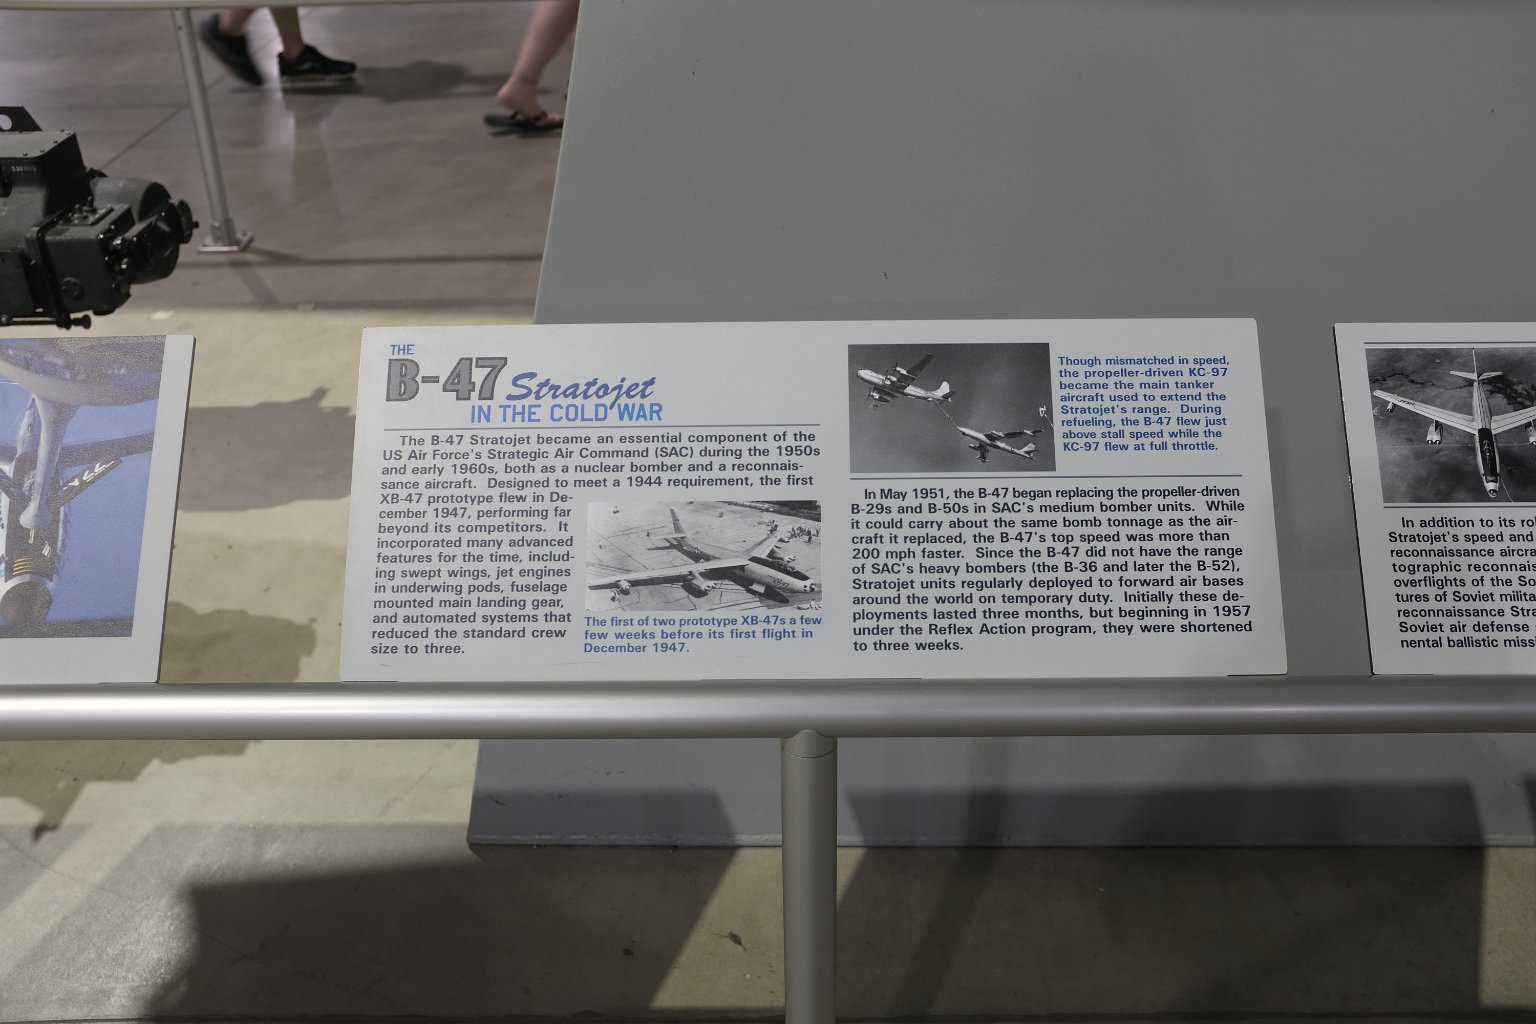 THE
B-47 Stratojet
IN THE COLD WAR
The B-47 Stratojet became an essential component of the
US Air Force's Strategic Air Command (SAC) during the 1950s
and early 1960s, both as a nuclear bomber and a reconnais-
sance aircraft. Designed to meet a 1944 requirement, the first
XB-47 prototype flew in De-
cember 1947, performing far
beyond its competitors. It
incorporated many advanced
features for the time, includ-
ing swept wings, jet engines
in underwing pods, fuselage
mounted main landing gear,
and automated systems that
reduced the standard crew
size to three.
The first of two prototype XB-47s a few
few weeks before its first flight in
December 1947.
Though mismatched in speed,
the propeller-driven KC-97
became the main tanker
aircraft used to extend the
Stratojet's range. During
refueling, the B-47 flew just
above stall speed while the
KC-97 flew at full throttle.
In May 1951, the B-47 began replacing the propeller-driven
B-29s and B-50s in SAC's medium bomber units. While
it could carry about the same bomb tonnage as the air-
craft it replaced, the B-47's top speed was more than
200 mph faster. Since the B-47 did not have the range
of SAC's heavy bombers (the B-36 and later the B-52),
Stratojet units regularly deployed to forward air bases
around the world on temporary duty. Initially these de-
ployments lasted three months, but beginning in 1957
under the Reflex Action program, they were shortened
to three weeks.
In addition to its rol
Stratojet's speed and
reconnaissance aircra
tographic reconnais
overflights of the So
tures of Soviet milita
reconnaissance Stra
Soviet air defense
nental ballistic missi